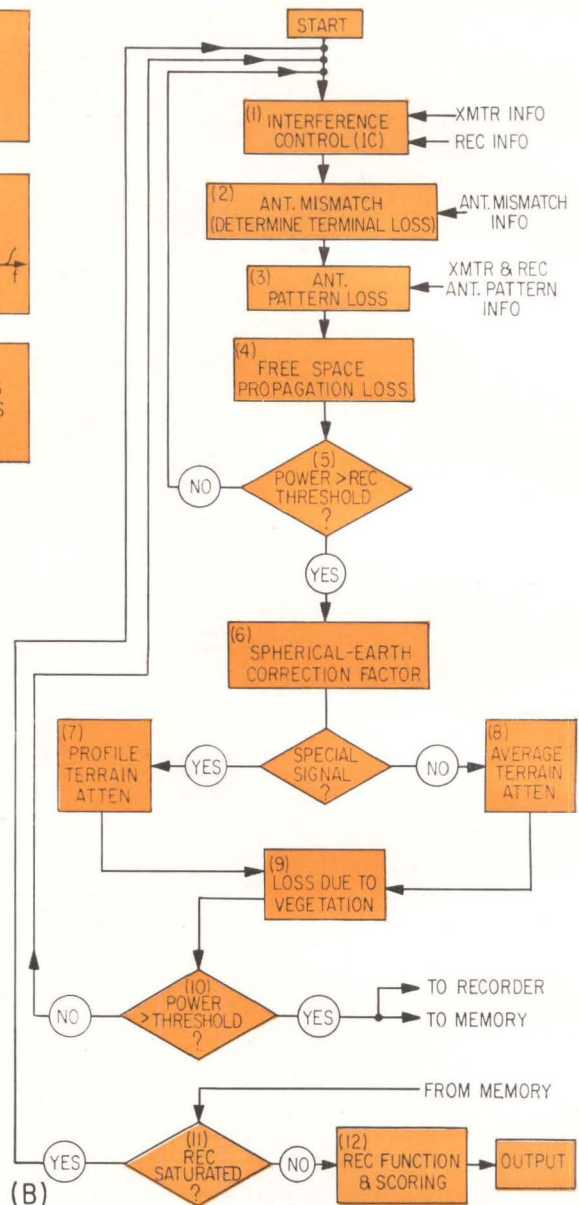 START
(1) INTERFERENCE
CONTROL (IC)
XMTR INFO
REC INFO
(2)
ANT. MISMATCH
(DETERMINE TERMINAL LOSS)
ANT. MISMATCH
INFO
(3) ANT.
PATTERN LOSS
XMTR & REC
ANT. PATTERN
INFO
(4)
FREE SPACE
PROPAGATION LOSS
(5)
POWER > REC
THRESHOLD
?
NO
YES
(6)
SPHERICAL-EARTH
CORRECTION FACTOR
SPECIAL
SIGNAL
?
YES
NO
(7)
PROFILE
TERRAIN
ATTEN
(8)
AVERAGE
TERRAIN
ATTEN
(9)
LOSS DUE TO
VEGETATION
(10)
POWER
>THRESHOLD
?
NO
YES
TO RECORDER
TO MEMORY
FROM MEMORY
(11)
REC
SATURATED
?
YES
NO
(12)
REC FUNCTION
& SCORING
OUTPUT
(B)